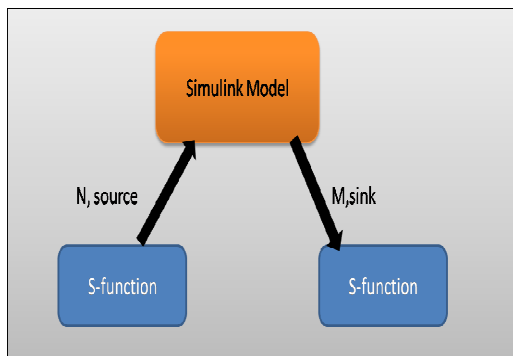 Simulink Model
N, source
M,sink
S-function
S-function